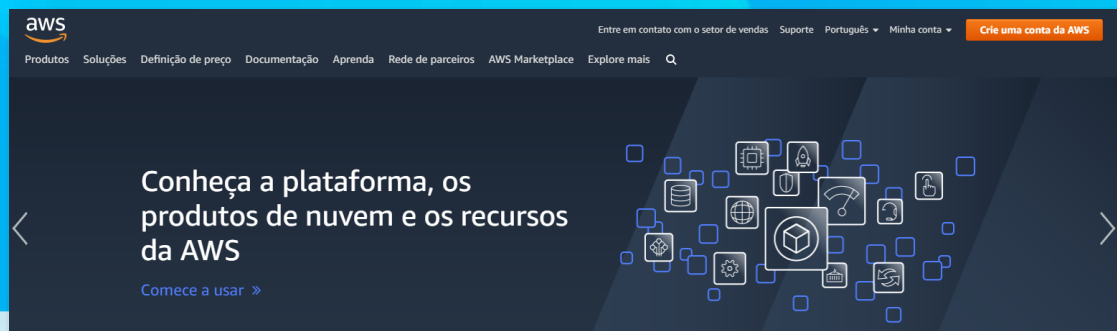 aws
Entre em contato com o setor de vendas Suporte Português Minha conta Crie uma conta da AWS
Produtos Soluções Definição de preço Documentação Aprenda Rede de parceiros AWS Marketplace Explore mais
Conheça a plataforma, os
produtos de nuvem e os recursos
da AWS
Comece a usar »